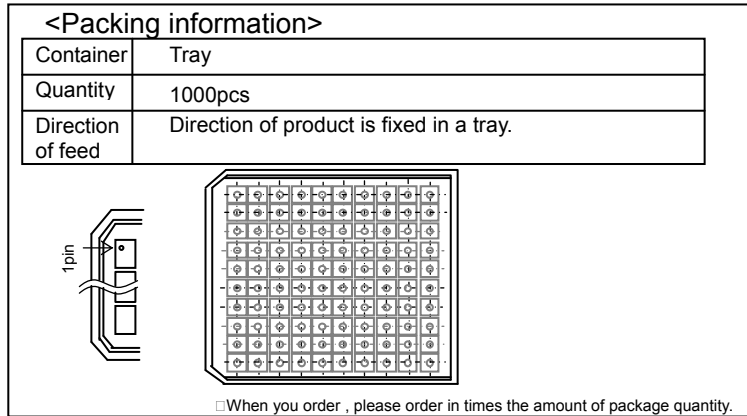 <Packing information>
Container Tray
Quantity 1000pcs
Direction of feed Direction of product is fixed in a tray.
1pin
□When you order , please order in times the amount of package quantity.